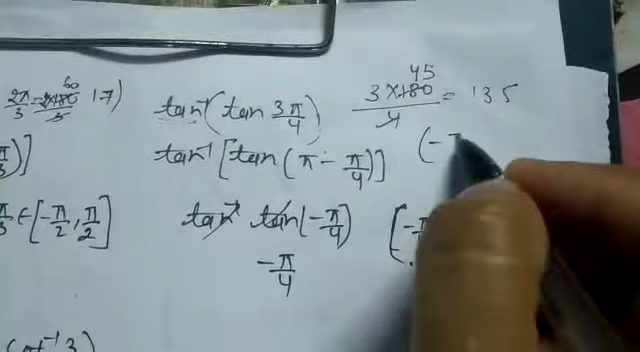 2π/3 = 2×180/3 60 17)
tan⁻¹(tan 3π/4) 3×180/4 = 135 45
π/3)] tan⁻¹[tan(π - π/4)] (-π
π/3 ∈ [-π/2, π/2] tan⁻¹ tan(-π/4) [-π
-π/4